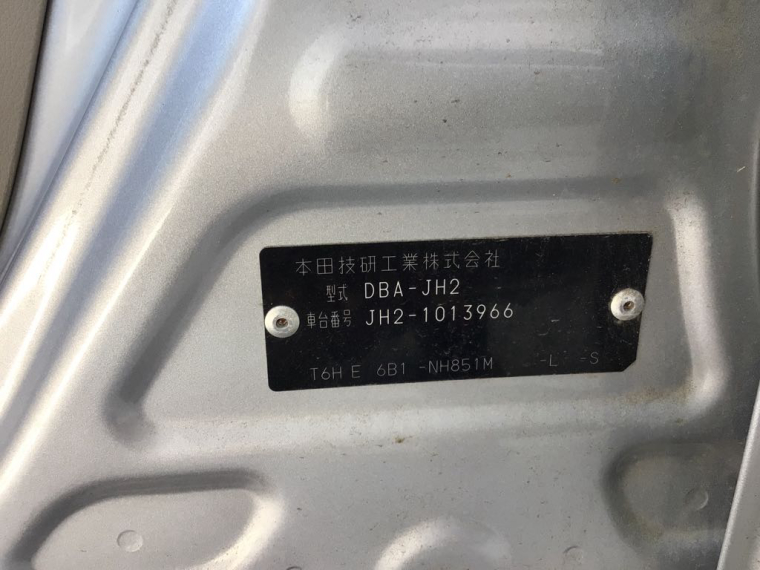 本田技研工業株式会社
型式 DBA-JH2
車台番号 JH2-1013966
T6H E 6B1 -NH851M -L -S